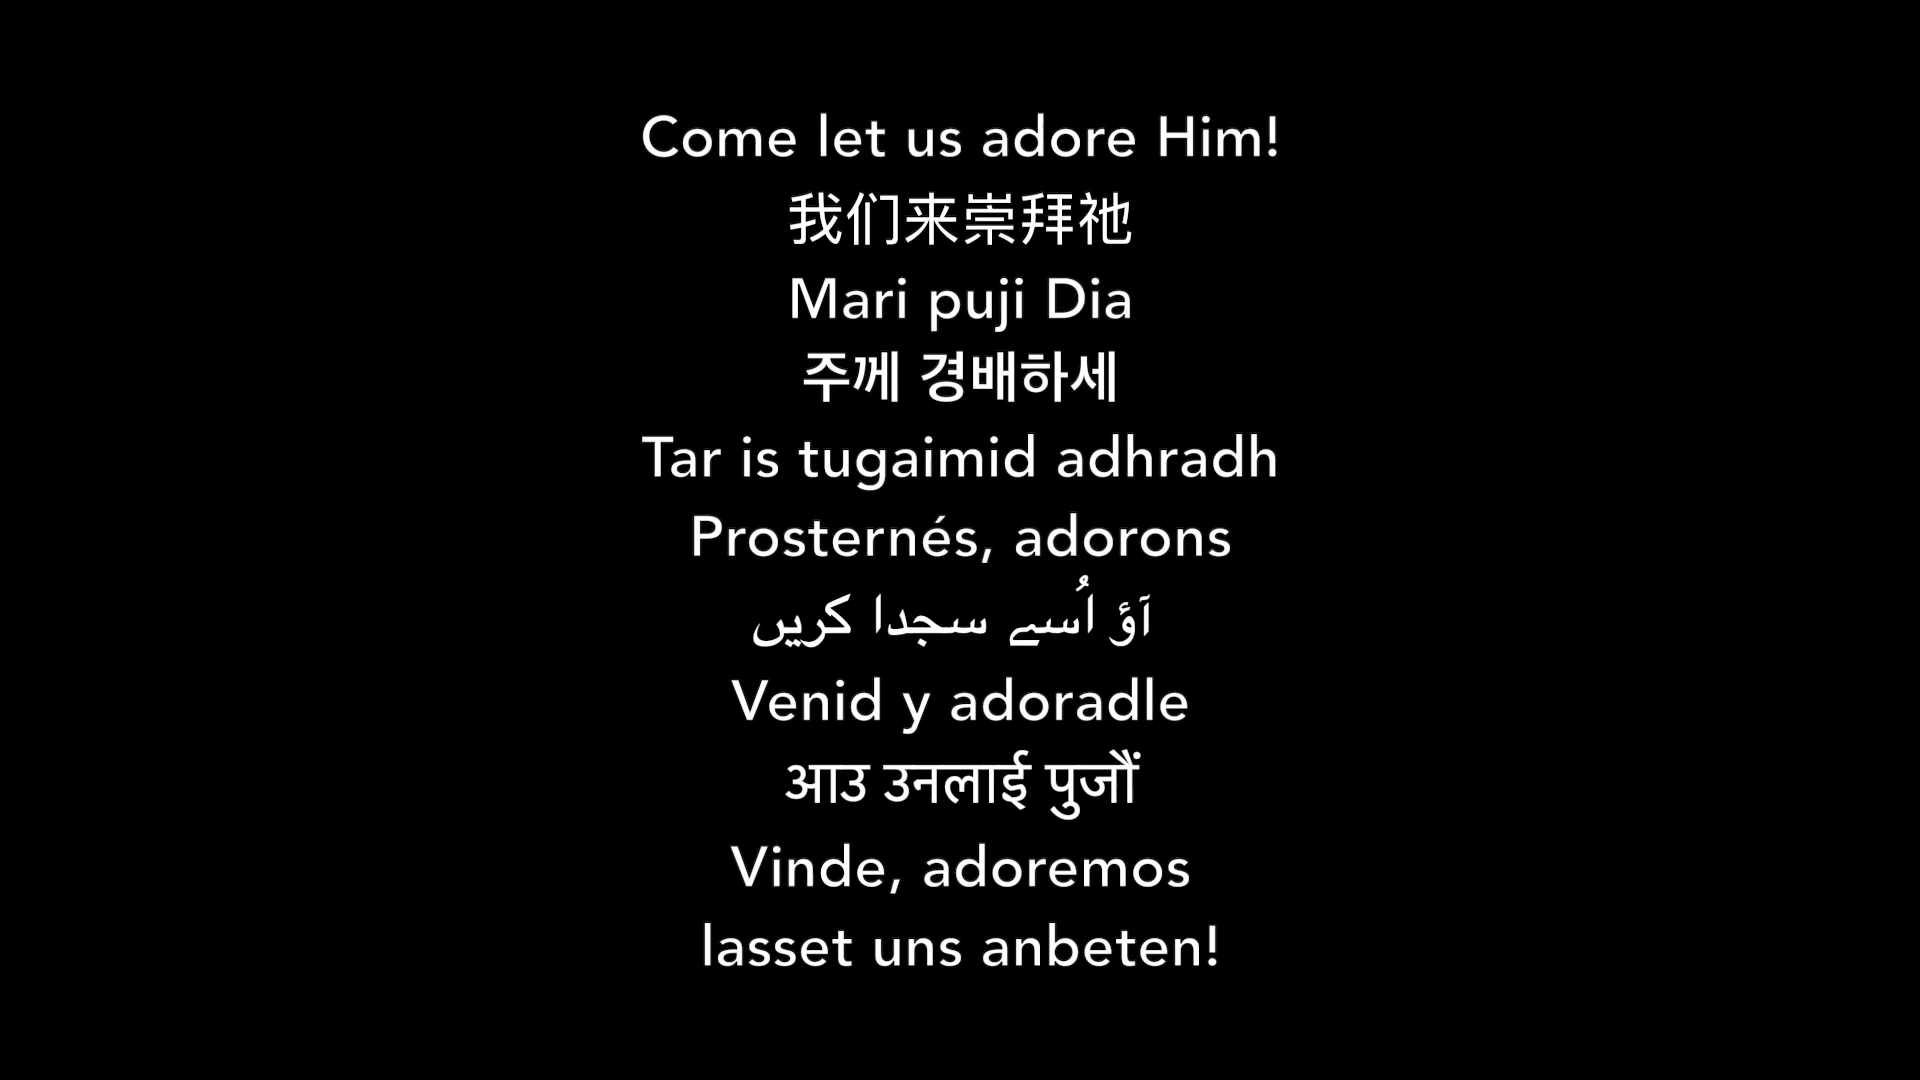 Come let us adore Him!
我们来崇拜祂
Mari puji Dia
주께 경배하세
Tar is tugaimid adhradh
Prosternés, adorons
آؤ اُسے سجدا کریں
Venid y adoradle
आउ उनलाई पुजौं
Vinde, adoremos
lasset uns anbeten!